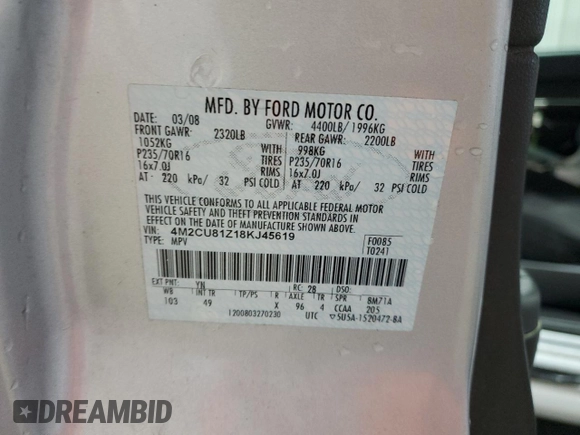 MFD. BY FORD MOTOR CO.
DATE: 03/08 GVWR: 4400LB/ 1996KG
FRONT GAWR: 2320LB REAR GAWR: 2200LB
1052KG WITH 998KG WITH
P235/70R16 TIRES P235/70R16 TIRES
16x7.0J RIMS 16x7.0J RIMS
AT: 220 kPa/ 32 PSI COLD AT: 220 kPa/ 32 PSI COLD
THIS VEHICLE CONFORMS TO ALL APPLICABLE FEDERAL MOTOR
VEHICLE SAFETY AND THEFT PREVENTION STANDARDS IN
EFFECT ON THE DATE OF MANUFACTURE SHOWN ABOVE.
VIN: 4M2CU81Z18KJ45619 F0085
TYPE: MPV T0241
EXT PNT: YN RC: 28 DSO:
WB INT TR TP/PS R AXLE TR SPR 8M71A
103 49 X 96 4 CCAA 205
1200803270230 UTC ▽5U5A-1520472-BA
DREAMBID